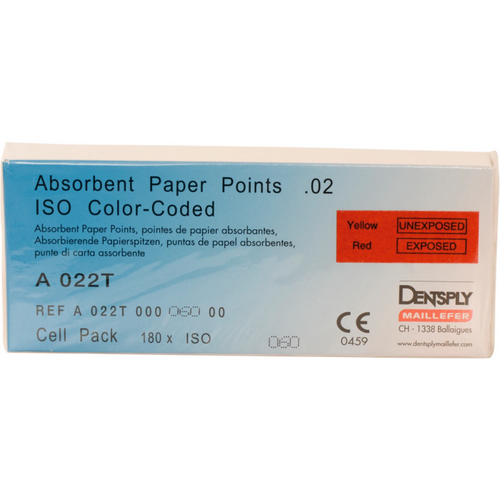 Absorbent Paper Points .02
ISO Color-Coded
Absorbent Paper Points, pointes de papier absorbantes,
Absorbierende Papierspitzen, puntas de papel absorbentes,
punte di carta assorbente
A 022T
REF A 022T 000 060 00
Cell Pack 180 x ISO 060
Yellow UNEXPOSED
Red EXPOSED
CE
0459
DENTSPLY
MAILLEFER
CH - 1338 Ballaigues
www.dentsplymaillefer.com